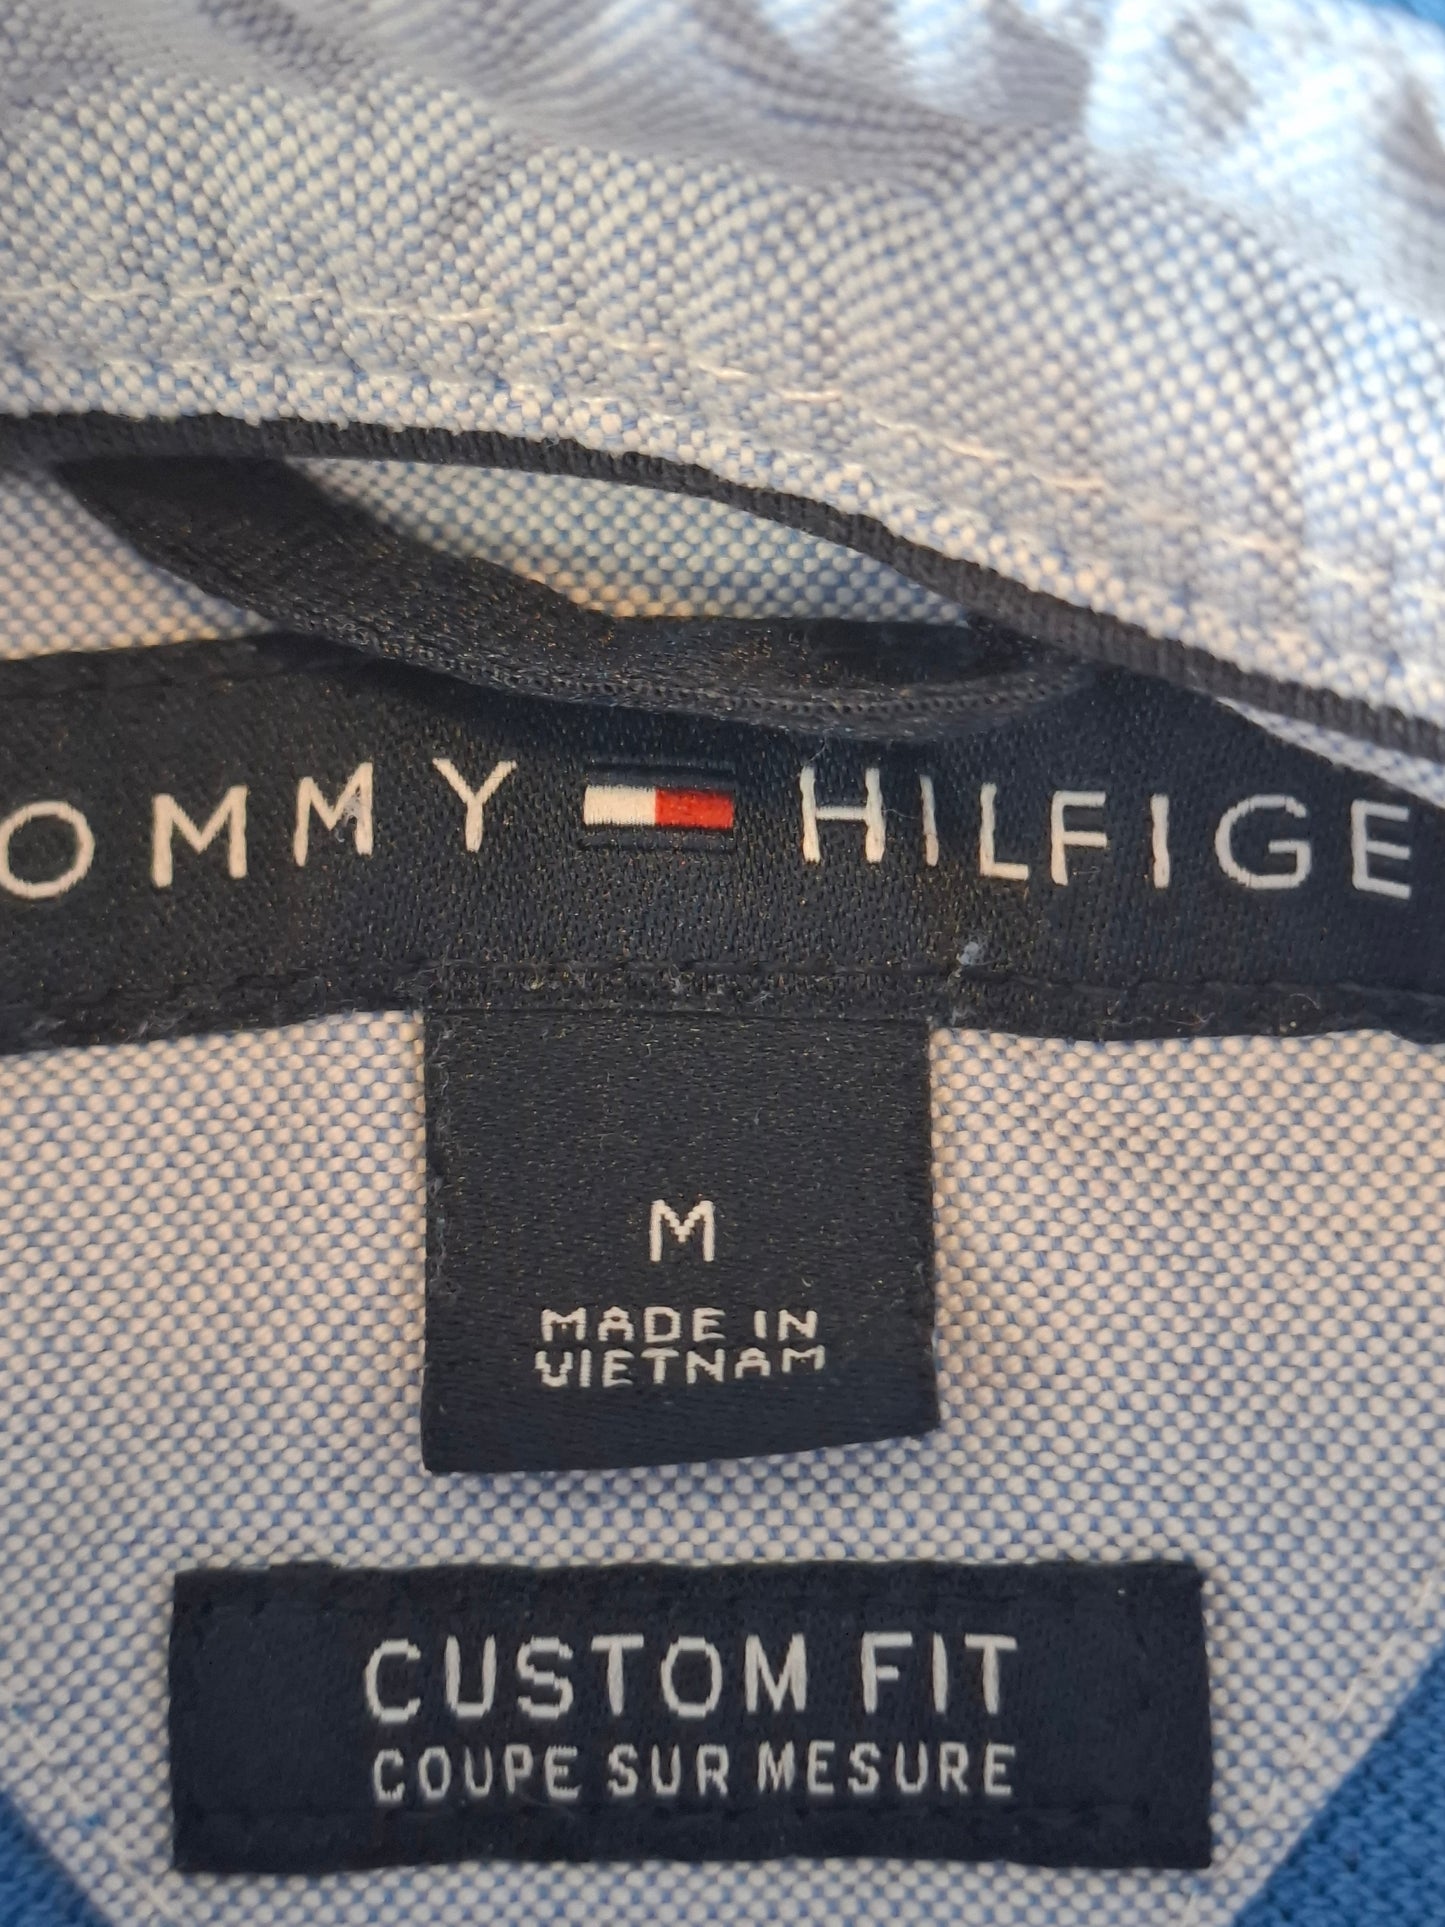 OMMY HILFIGE
M
MADE IN
VIETNAM
CUSTOM FIT
COUPE SUR MESURE